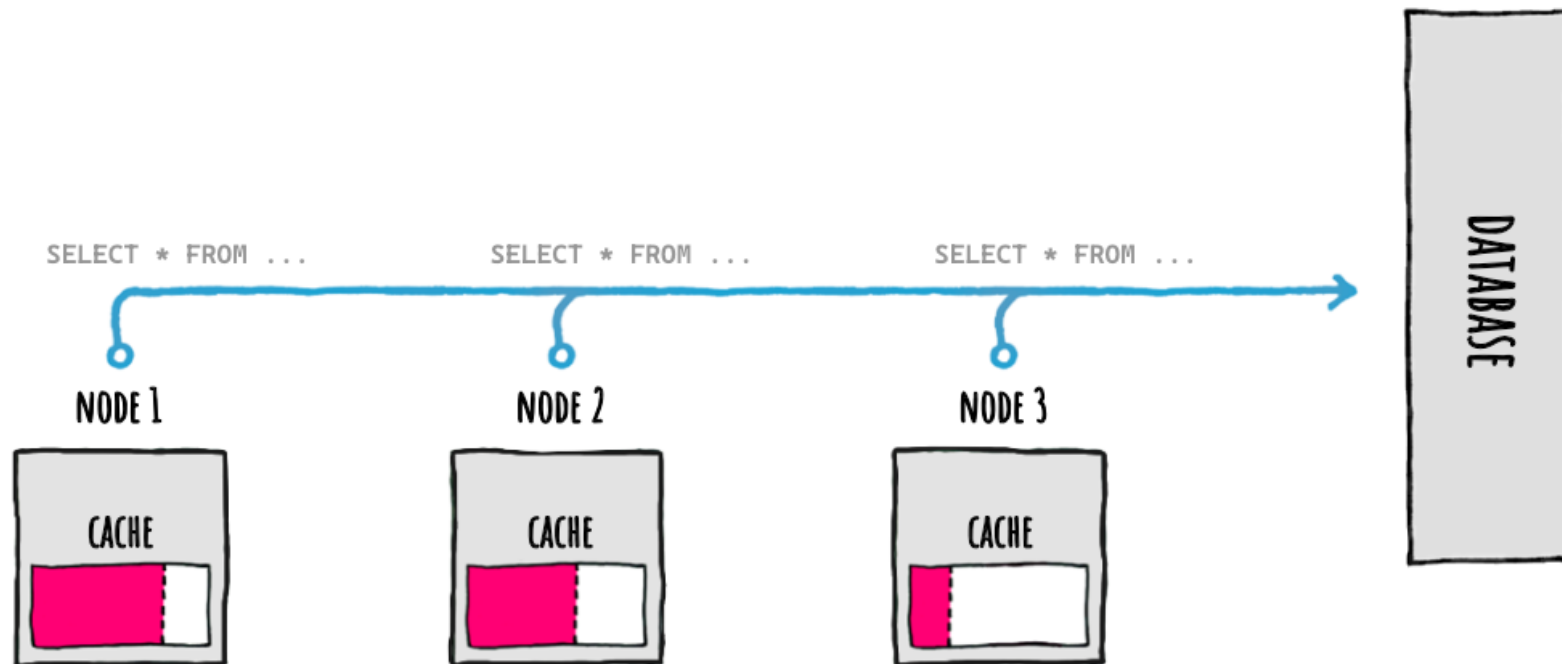 SELECT * FROM ...
SELECT * FROM ...
SELECT * FROM ...
DATABASE
NODE 1
NODE 2
NODE 3
CACHE
CACHE
CACHE